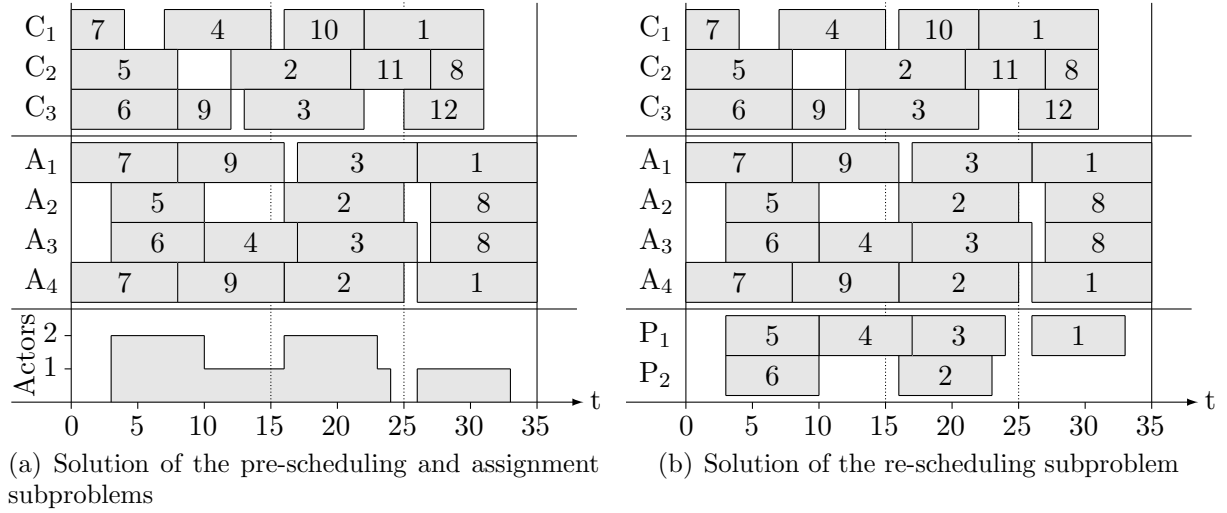 C1 7 4 10 1
C2 5 2 11 8
C3 6 9 3 12
A1 7 9 3 1
A2 5 2 8
A3 6 4 3 8
A4 7 9 2 1
Actors
2
1
0 5 10 15 20 25 30 35 t
(a) Solution of the pre-scheduling and assignment
subproblems
C1 7 4 10 1
C2 5 2 11 8
C3 6 9 3 12
A1 7 9 3 1
A2 5 2 8
A3 6 4 3 8
A4 7 9 2 1
P1 5 4 3 1
P2 6 2
0 5 10 15 20 25 30 35 t
(b) Solution of the re-scheduling subproblem